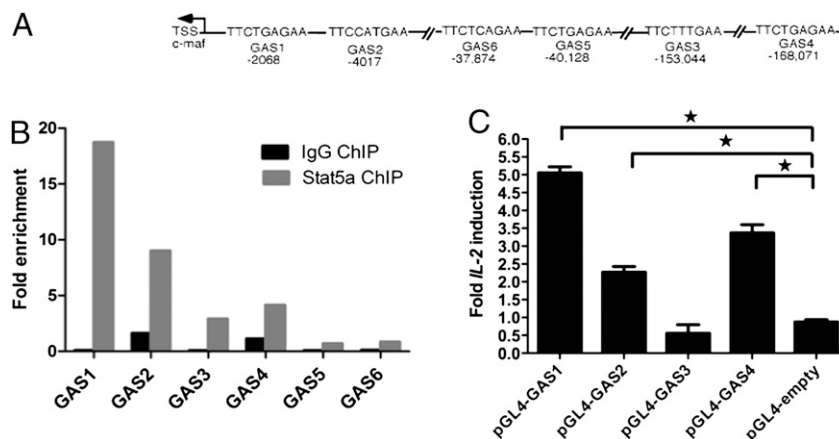 A
TSS
c-maf
TTCTGAGAA
GAS1
-2068
TTCCATGAA
GAS2
-4017
TTCTCAGAA
GAS6
-37.874
TTCTGAGAA
GAS5
-40.128
TTCTTTGAA
GAS3
-153.044
TTCTGAGAA
GAS4
-168,071
B
Fold enrichment
20
15
10
5
0
IgG ChIP
Stat5a ChIP
GAS1
GAS2
GAS3
GAS4
GAS5
GAS6
C
Fold IL-2 induction
6.0
5.5
5.0
4.5
4.0
3.5
3.0
2.5
2.0
1.5
1.0
0.5
0.0
pGL4-GAS1
pGL4-GAS2
pGL4-GAS3
pGL4-GAS4
pGL4-empty